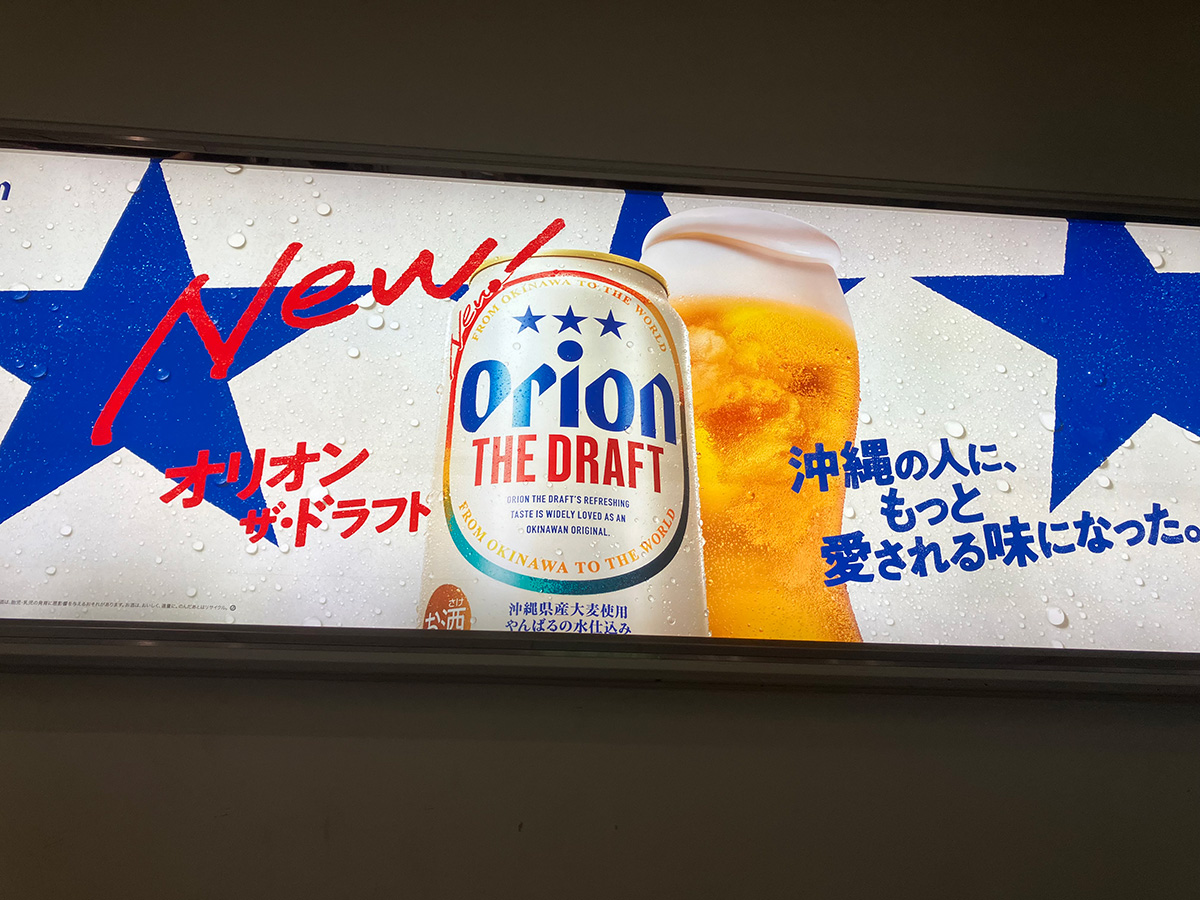 New!
オリオン
ザ・ドラフト
New!
FROM OKINAWA TO THE WORLD
orion
THE DRAFT
ORION THE DRAFT'S REFRESHING
TASTE IS WIDELY LOVED AS AN
OKINAWAN ORIGINAL.
FROM OKINAWA TO THE WORLD
さけ
お酒
沖縄県産大麦使用
やんばるの水仕込み
沖縄の人に、
もっと
愛される味になった。